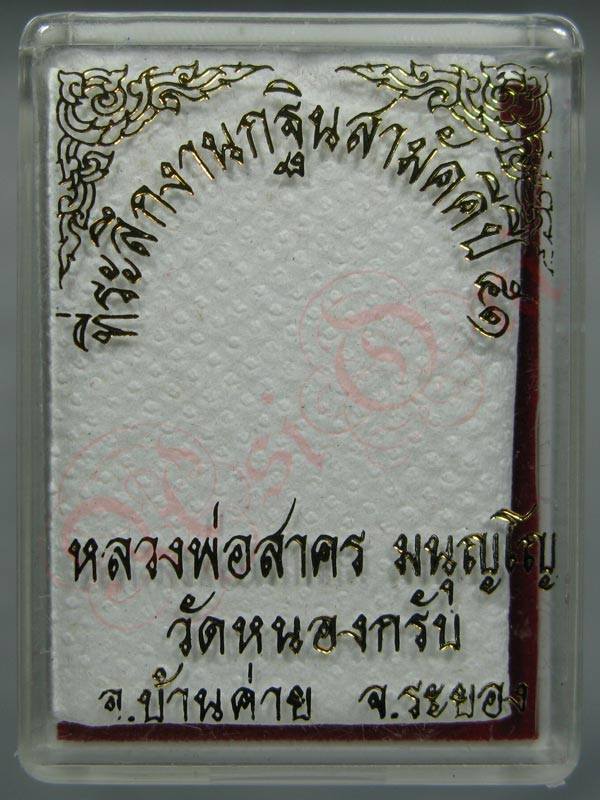 ที่ระลึกงานกฐินสามัคคีปี ๔๑
หลวงพ่อสาคร มนุญฺโญ
วัดหนองกรับ
อ.บ้านค่าย จ.ระยอง